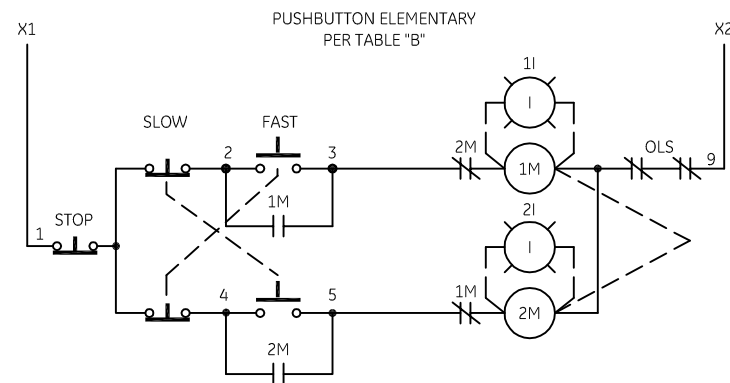 PUSHBUTTON ELEMENTARY
PER TABLE "B"
X1
X2
1I
I
SLOW
FAST
2
3
2M
1M
OLS
9
1M
STOP
1
2I
I
4
5
1M
2M
2M